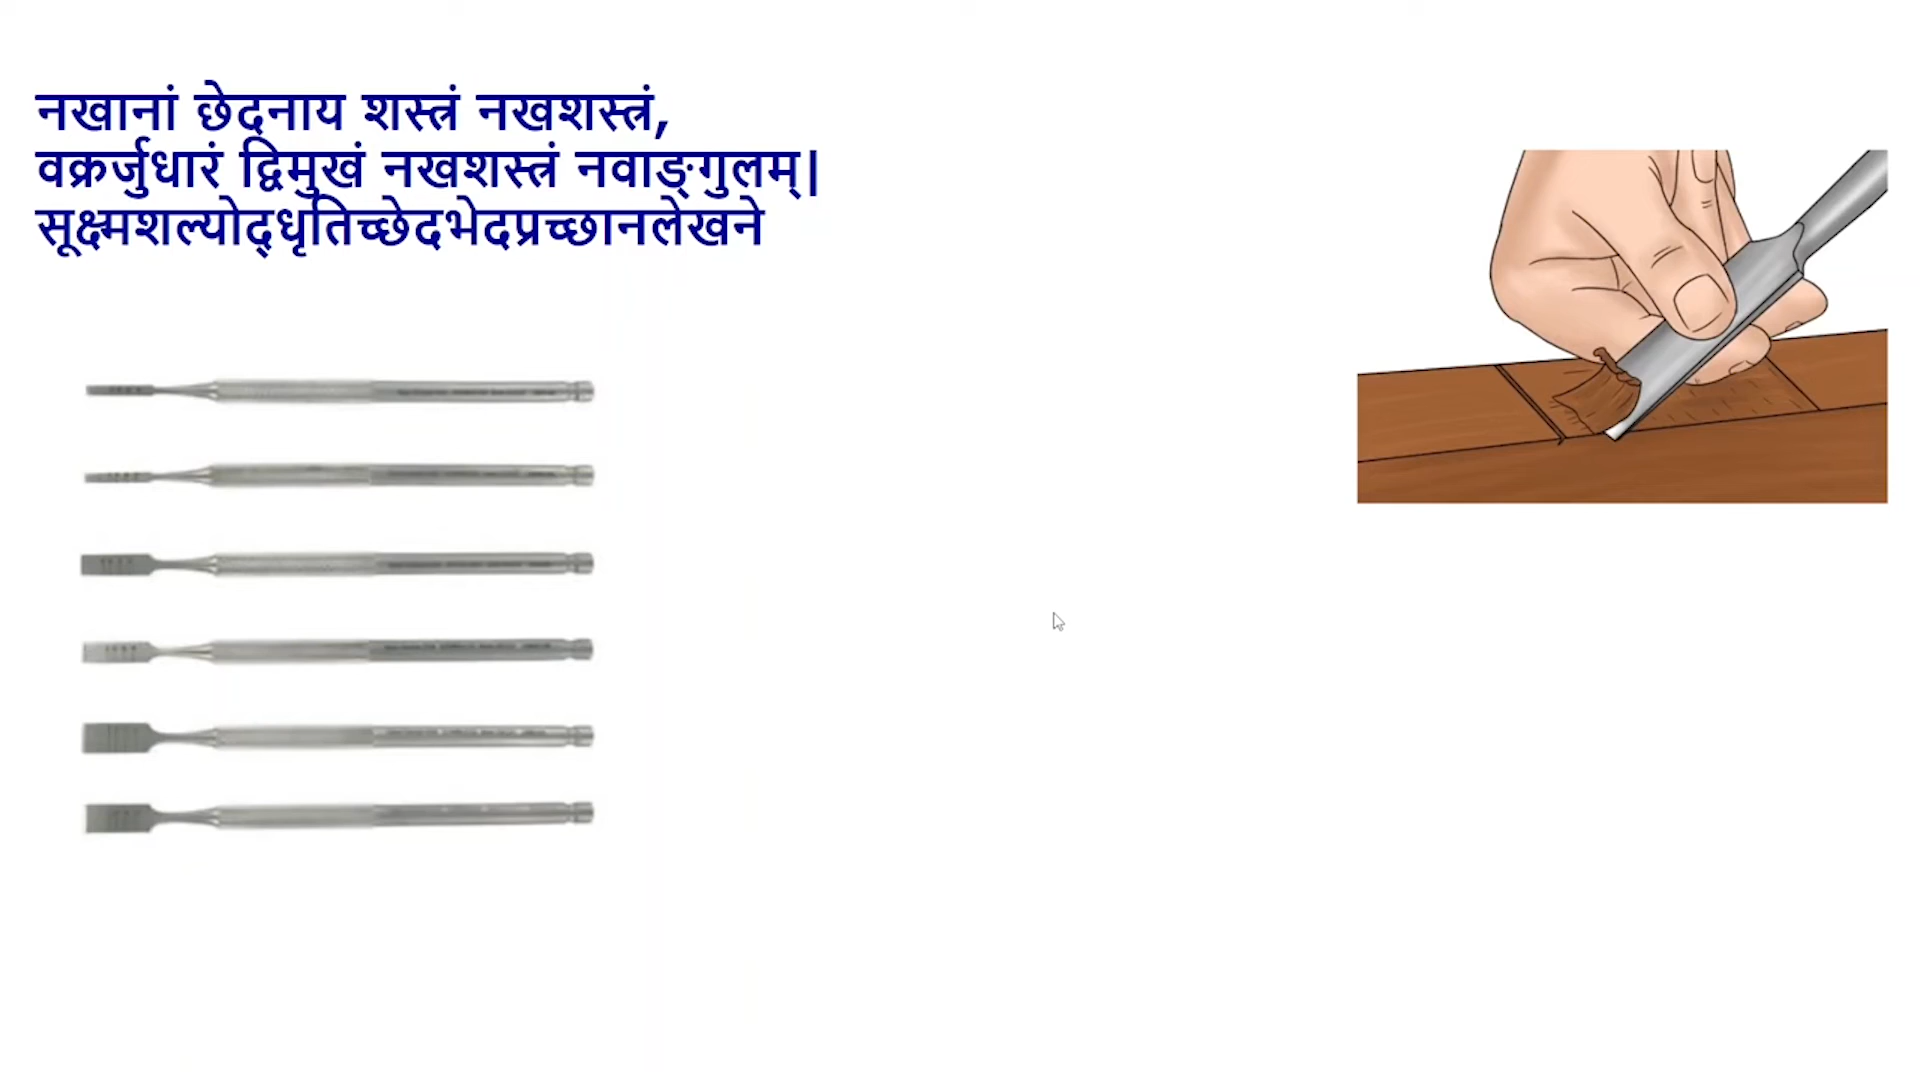 नखानां छेदनाय शस्त्रं नखशस्त्रं,
वक्रर्जुधारं द्विमुखं नखशस्त्रं नवाङ्गुलम्|
सूक्ष्मशल्योद्धृतिच्छेदभेदप्रच्छानलेखने